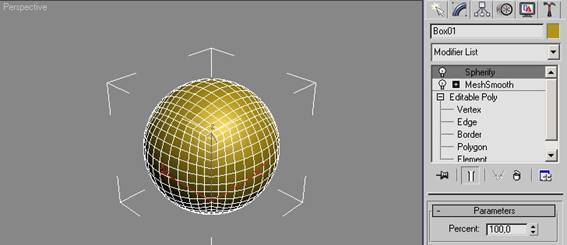 Perspective
Box01
Modifier List
Spherify
MeshSmooth
Editable Poly
Vertex
Edge
Border
Polygon
Element
Parameters
Percent: 100,0